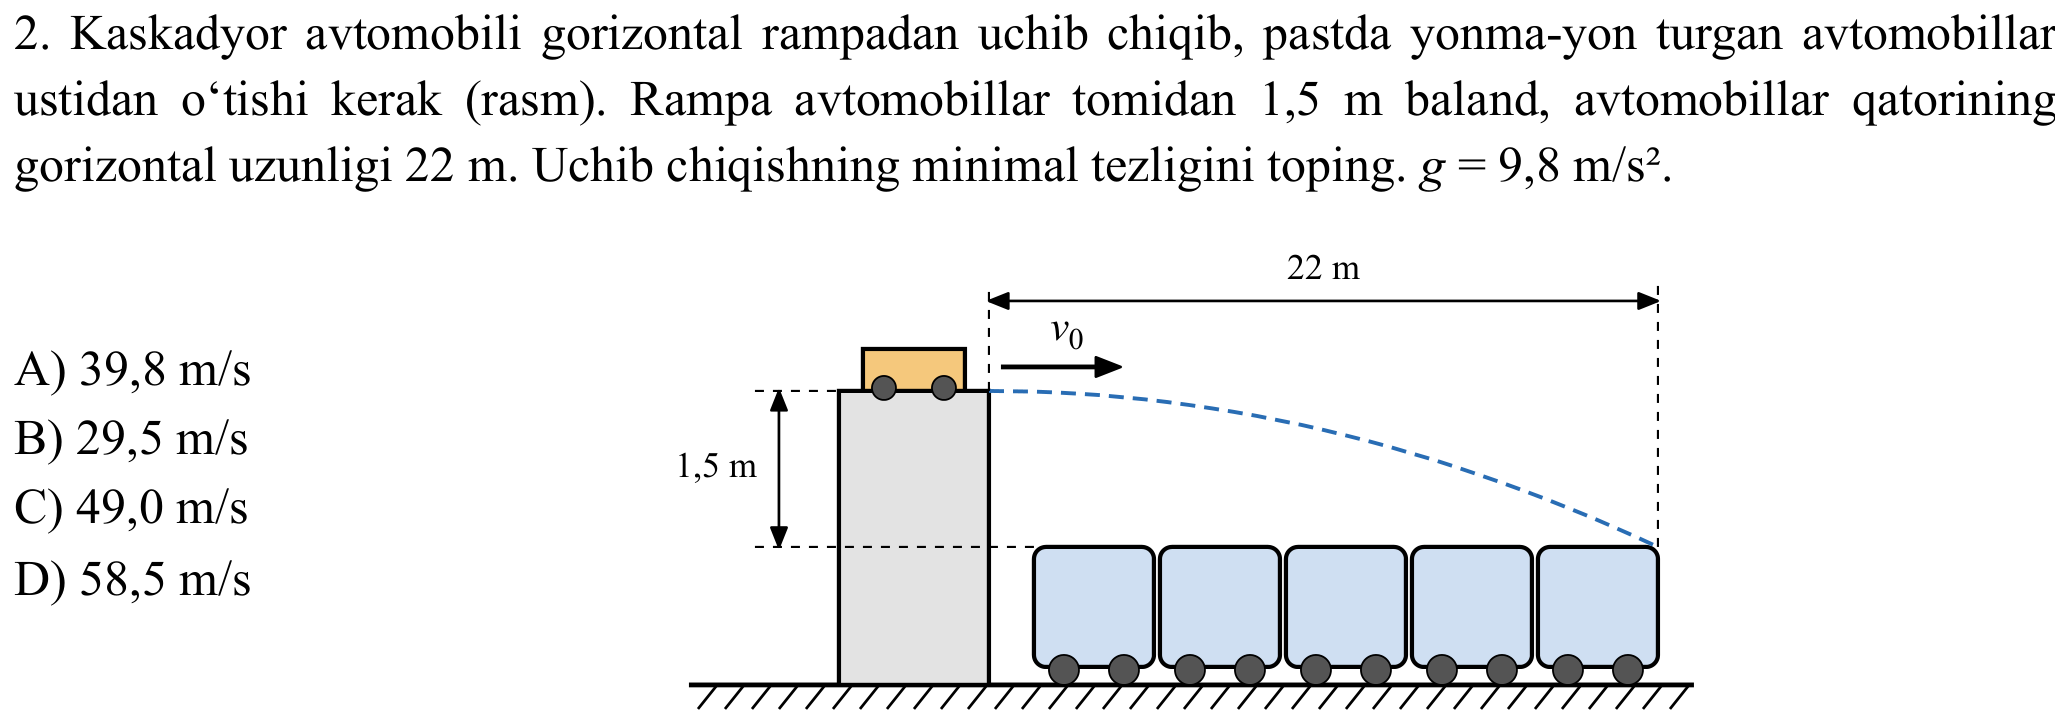 2. Kaskadyor avtomobili gorizontal rampadan uchib chiqib, pastda yonma-yon turgan avtomobillar
ustidan o‘tishi kerak (rasm). Rampa avtomobillar tomidan 1,5 m baland, avtomobillar qatorining
gorizontal uzunligi 22 m. Uchib chiqishning minimal tezligini toping. g = 9,8 m/s².
22 m
v₀
1,5 m
A) 39,8 m/s
B) 29,5 m/s
C) 49,0 m/s
D) 58,5 m/s